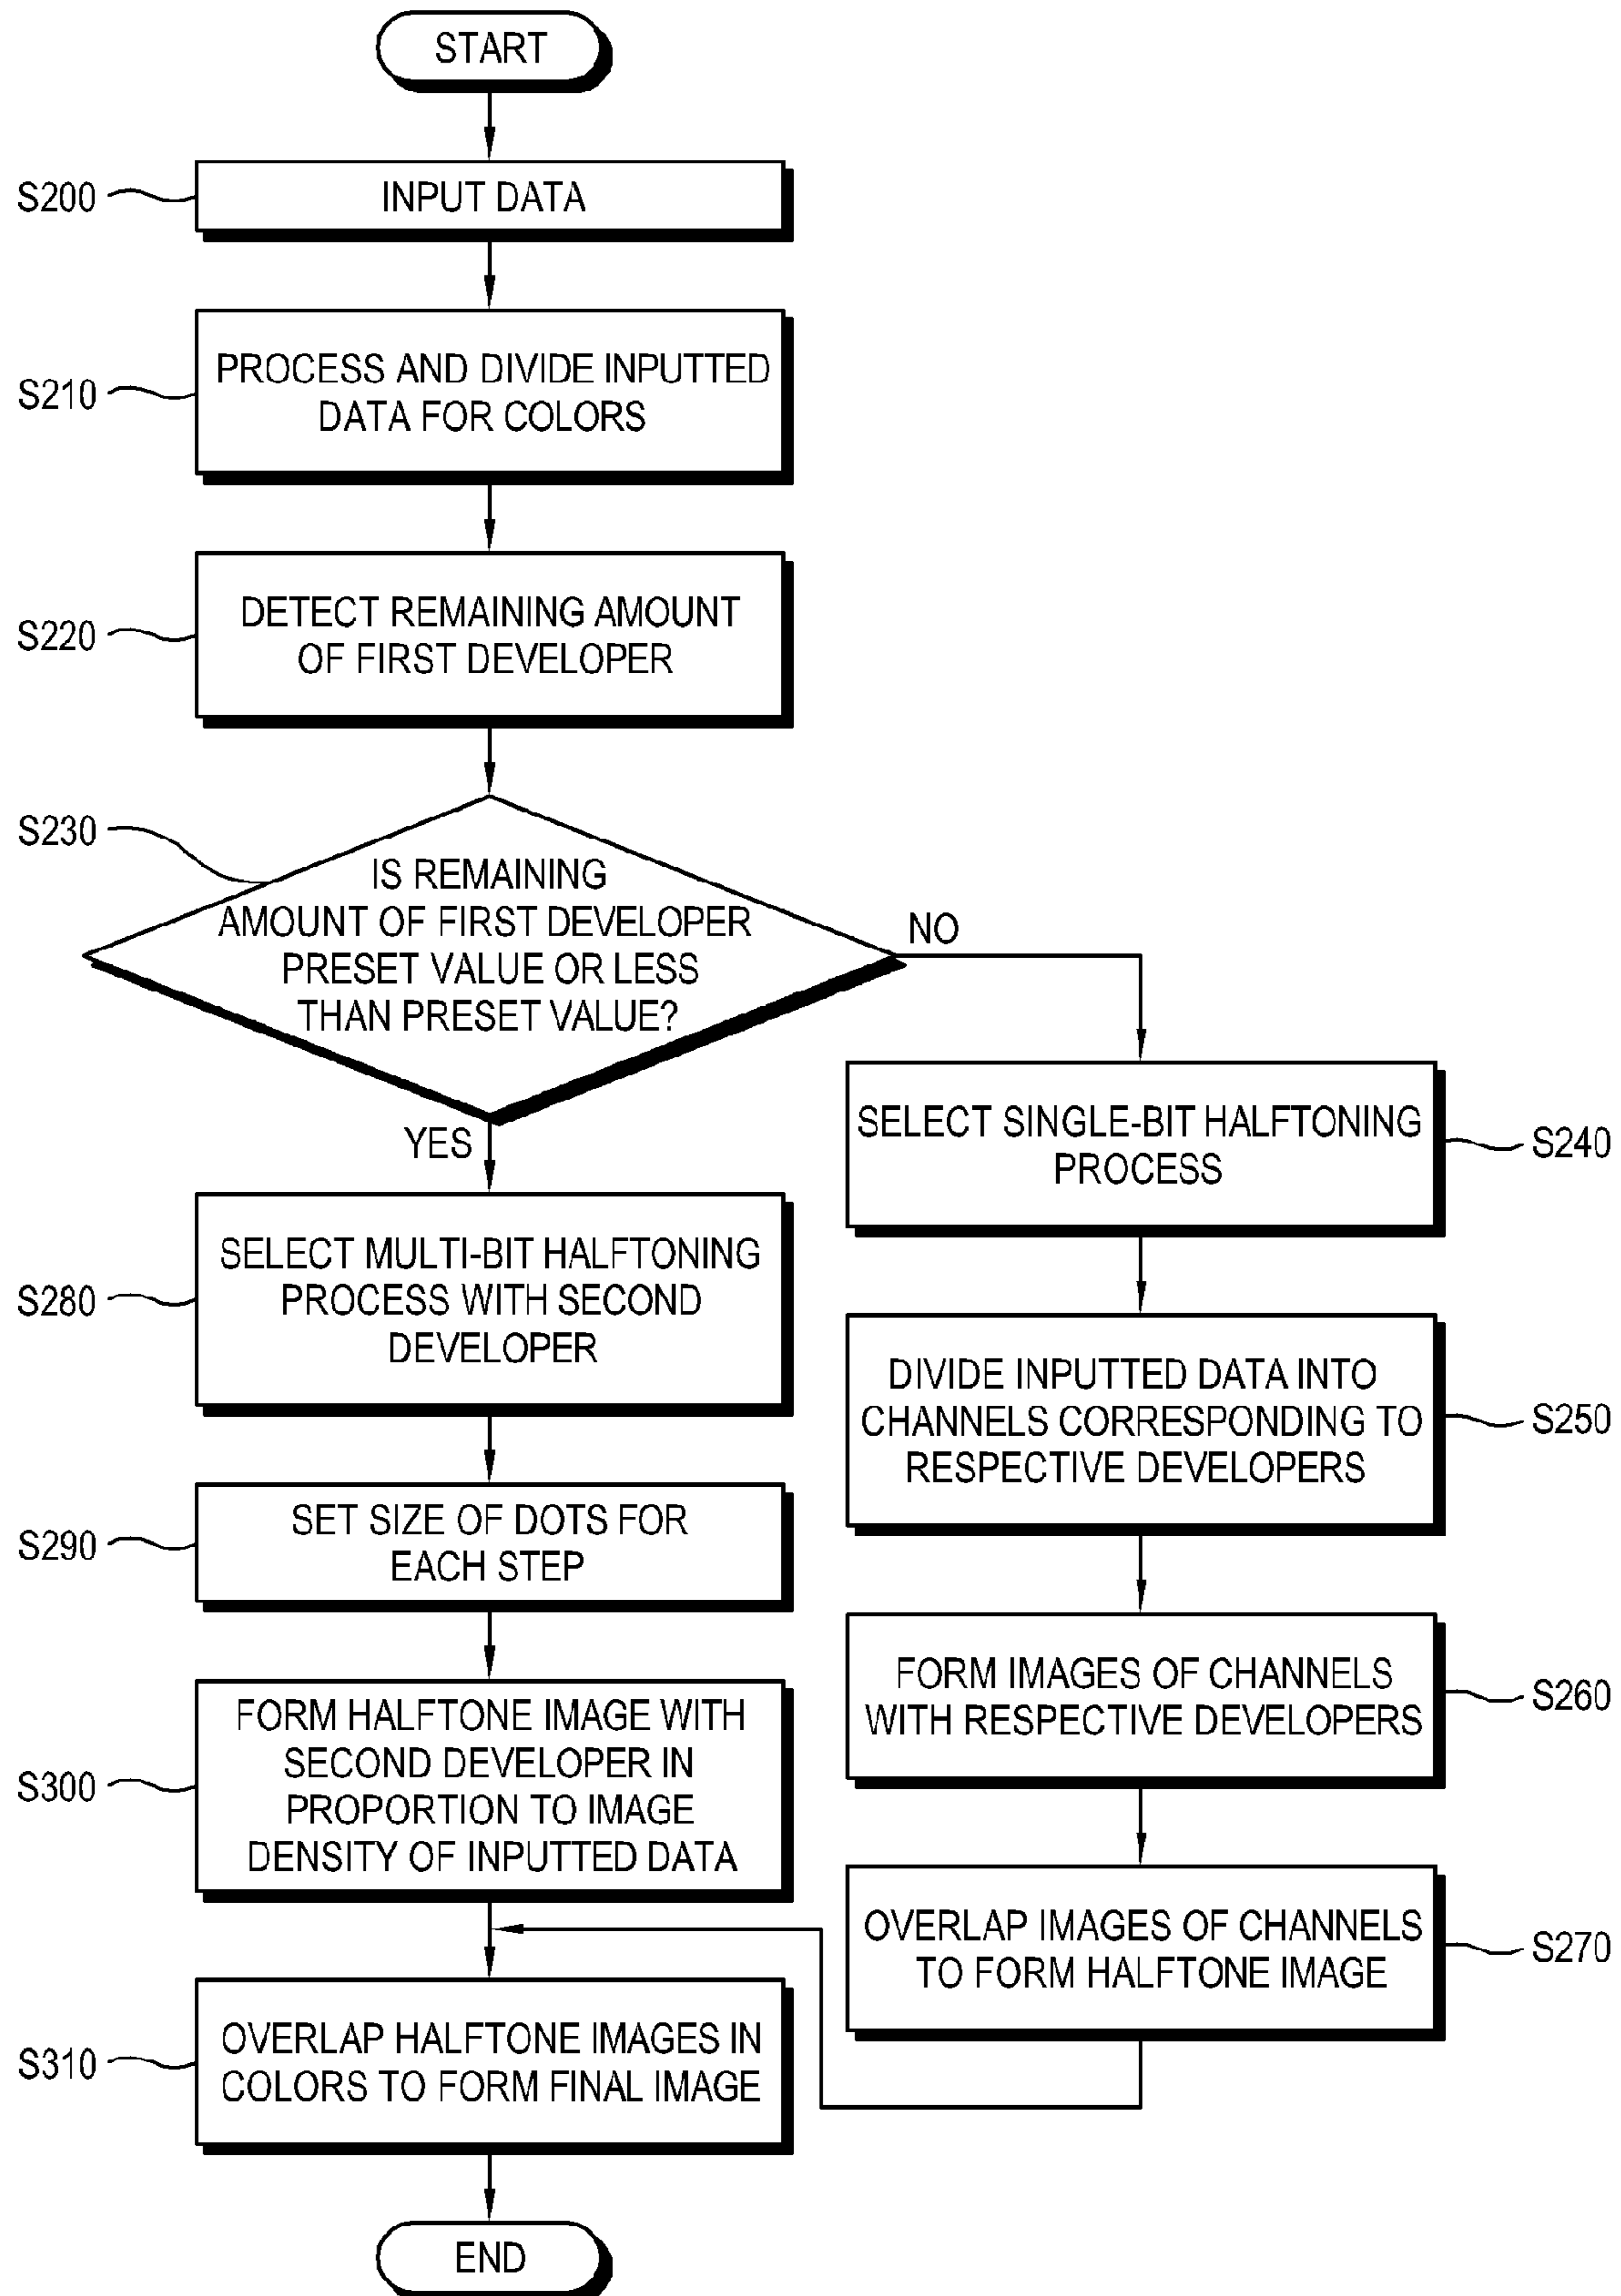 START
S200
INPUT DATA
S210
PROCESS AND DIVIDE INPUTTED
DATA FOR COLORS
S220
DETECT REMAINING AMOUNT
OF FIRST DEVELOPER
S230
IS REMAINING
AMOUNT OF FIRST DEVELOPER
PRESET VALUE OR LESS
THAN PRESET VALUE?
NO
YES
SELECT SINGLE-BIT HALFTONING
PROCESS
S240
S280
SELECT MULTI-BIT HALFTONING
PROCESS WITH SECOND
DEVELOPER
DIVIDE INPUTTED DATA INTO
CHANNELS CORRESPONDING TO
RESPECTIVE DEVELOPERS
S250
S290
SET SIZE OF DOTS FOR
EACH STEP
FORM IMAGES OF CHANNELS
WITH RESPECTIVE DEVELOPERS
S260
S300
FORM HALFTONE IMAGE WITH
SECOND DEVELOPER IN
PROPORTION TO IMAGE
DENSITY OF INPUTTED DATA
OVERLAP IMAGES OF CHANNELS
TO FORM HALFTONE IMAGE
S270
S310
OVERLAP HALFTONE IMAGES IN
COLORS TO FORM FINAL IMAGE
END